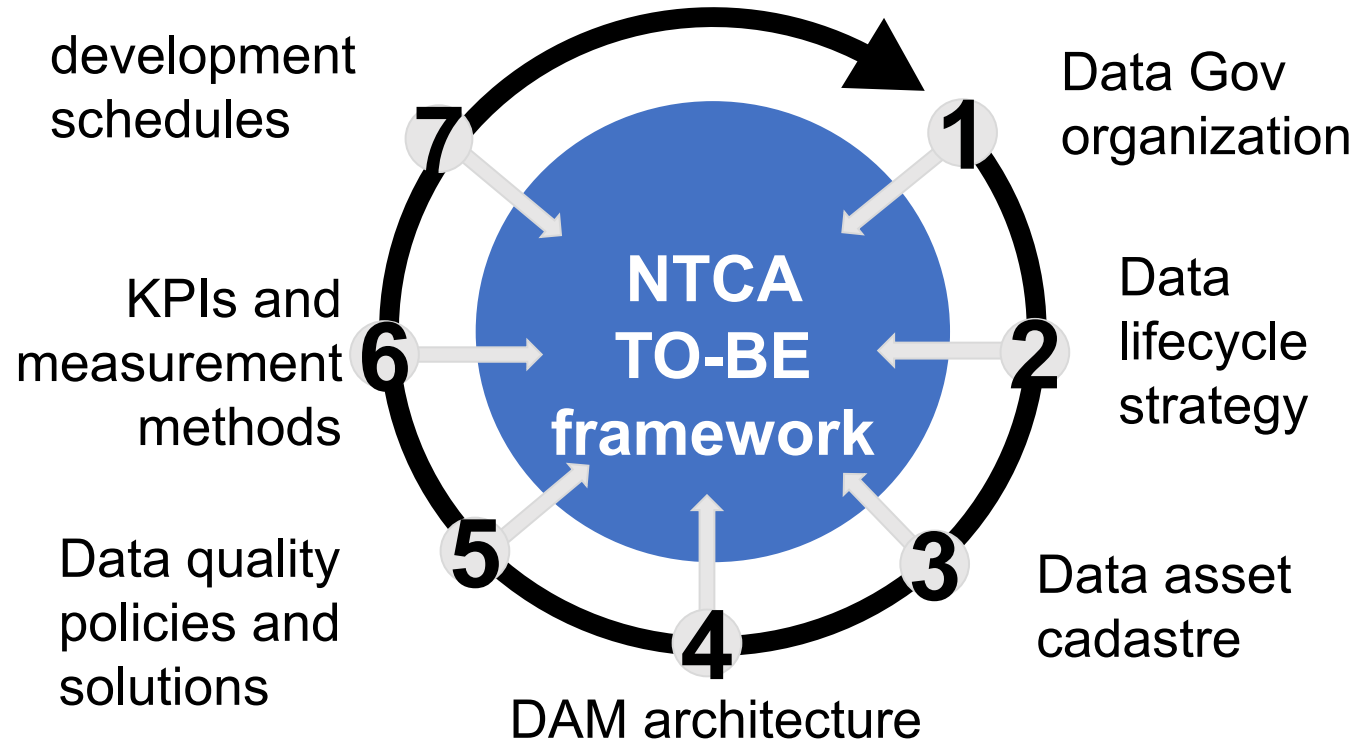 1
Data Gov
organization
2
Data
lifecycle
strategy
3
Data asset
cadastre
4
DAM architecture
5
Data quality
policies and
solutions
6
KPIs and
measurement
methods
7
development
schedules
NTCA
TO-BE
framework